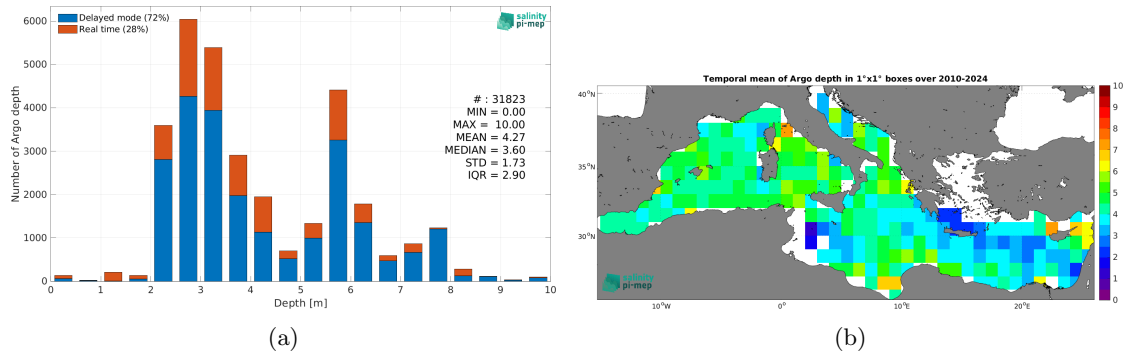 Delayed mode (72%)
Real time (28%)
salinity
pi-mep
Number of Argo depth
6000
5000
4000
3000
2000
1000
0
# : 31823
MIN = 0.00
MAX = 10.00
MEAN = 4.27
MEDIAN = 3.60
STD = 1.73
IQR = 2.90
0 1 2 3 4 5 6 7 8 9 10
Depth [m]
(a)
Temporal mean of Argo depth in 1°x1° boxes over 2010-2024
40°N
35°N
30°N
10°W 0° 10°E 20°E
salinity
pi-mep
10
9
8
7
6
5
4
3
2
1
0
(b)